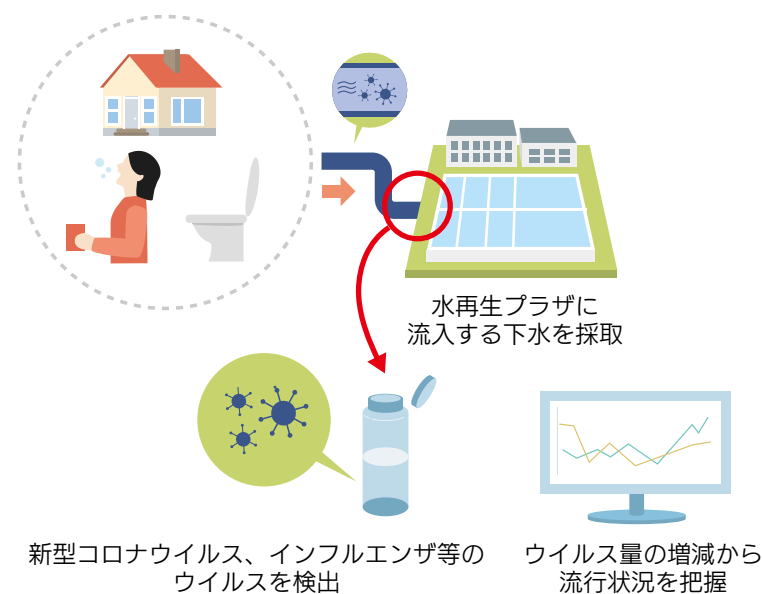 水再生プラザに
流入する下水を採取
新型コロナウイルス、インフルエンザ等の
ウイルスを検出
ウイルス量の増減から
流行状況を把握